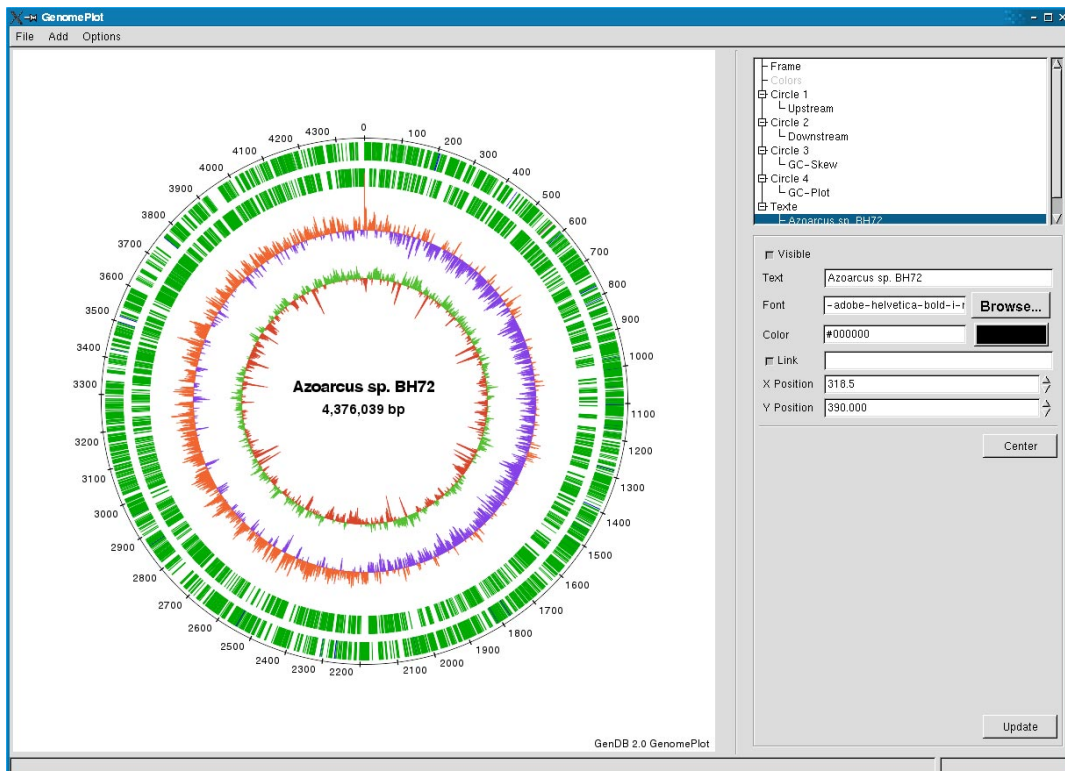 GenomePlot
File Add Options
0
100
200
300
400
500
600
700
800
900
1000
1100
1200
1300
1400
1500
1600
1700
1800
1900
2000
2100
2200
2300
2400
2500
2600
2700
2800
2900
3000
3100
3200
3300
3400
3500
3600
3700
3800
3900
4000
4100
4200
4300
Azoarcus sp. BH72
4,376,039 bp
GenDB 2.0 GenomePlot
Frame
Colors
Circle 1
Upstream
Circle 2
Downstream
Circle 3
GC-Skew
Circle 4
GC-Plot
Texte
Azoarcus sp. BH72
Visible
Text Azoarcus sp. BH72
Font -adobe-helvetica-bold-i-r Browse...
Color #000000
Link
X Position 318.5
Y Position 390.000
Center
Update